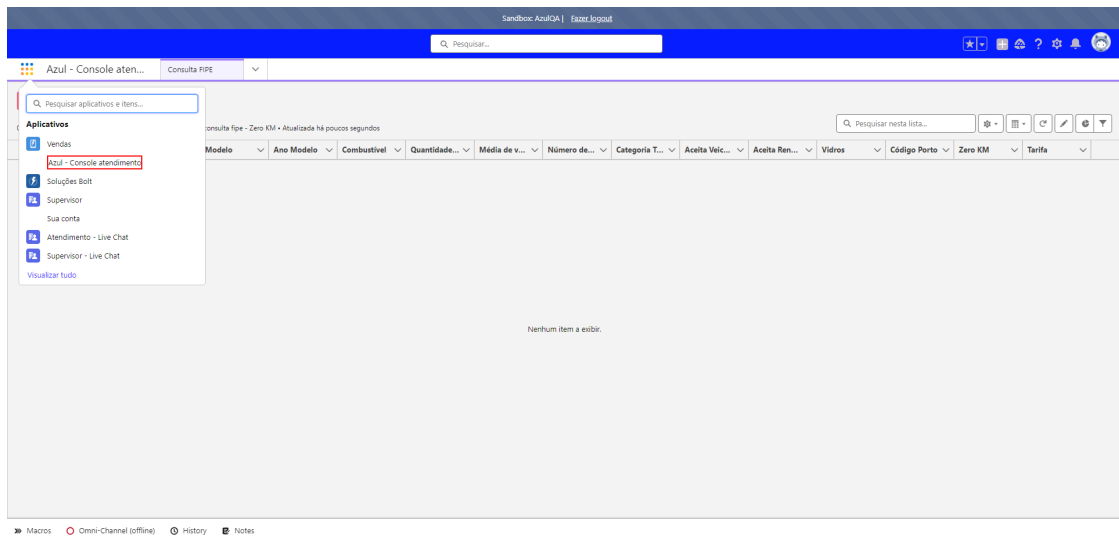 Sandbox: AzulQA | Fazer logout
Pesquisar...
Azul - Console aten...
Consulta FIPE
Pesquisar aplicativos e itens...
Aplicativos
Vendas
Azul - Console atendimento
Soluções Bolt
Supervisor
Sua conta
Atendimento - Live Chat
Supervisor - Live Chat
Visualizar tudo
consulta fipe - Zero KM • Atualizada há poucos segundos
Pesquisar nesta lista...
Modelo Ano Modelo Combustível Quantidade... Média de v... Número de... Categoria T... Aceita Veic... Aceita Ren... Vidros Código Porto Zero KM Tarifa
Nenhum item a exibir.
Macros Omni-Channel (offline) History Notes